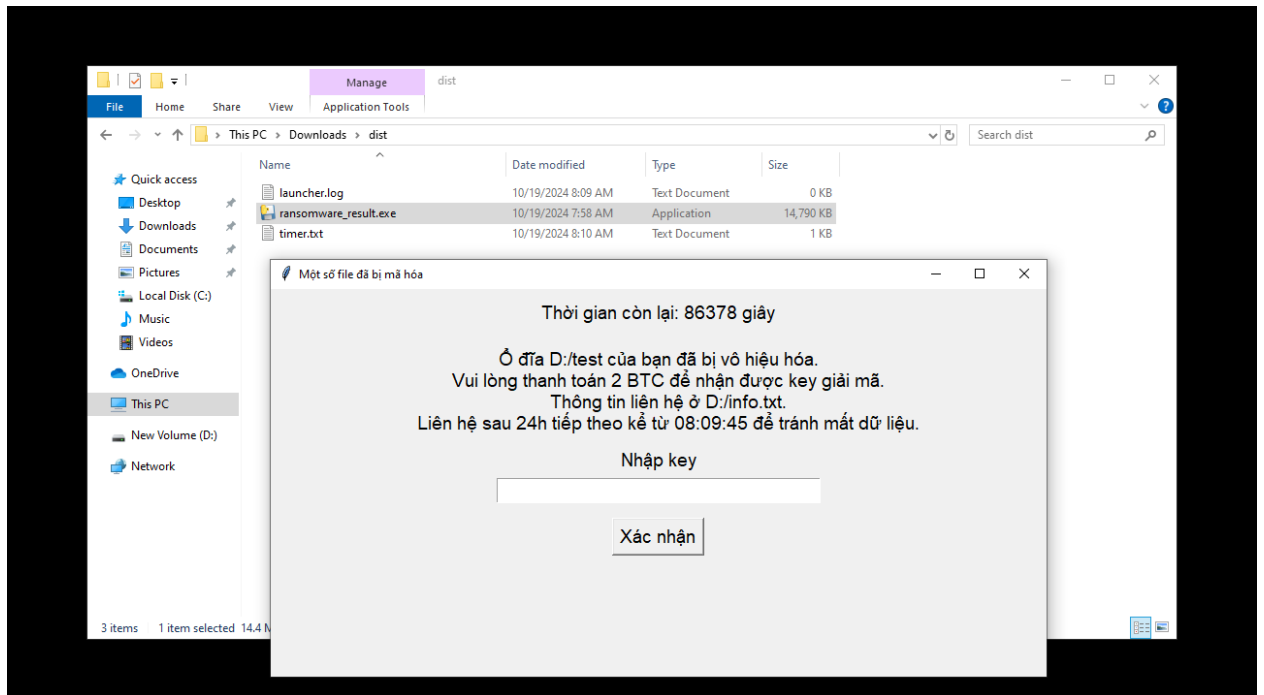 Manage
dist
File
Home
Share
View
Application Tools
This PC > Downloads > dist
Search dist
Name
Date modified
Type
Size
Quick access
Desktop
Downloads
Documents
Pictures
Local Disk (C:)
Music
Videos
OneDrive
This PC
New Volume (D:)
Network
launcher.log 10/19/2024 8:09 AM Text Document 0 KB
ransomware_result.exe 10/19/2024 7:58 AM Application 14,790 KB
timer.txt 10/19/2024 8:10 AM Text Document 1 KB
Một số file đã bị mã hóa
Thời gian còn lại: 86378 giây
Ổ đĩa D:/test của bạn đã bị vô hiệu hóa.
Vui lòng thanh toán 2 BTC để nhận được key giải mã.
Thông tin liên hệ ở D:/info.txt.
Liên hệ sau 24h tiếp theo kể từ 08:09:45 để tránh mất dữ liệu.
Nhập key
Xác nhận
3 items
1 item selected 14.4 M